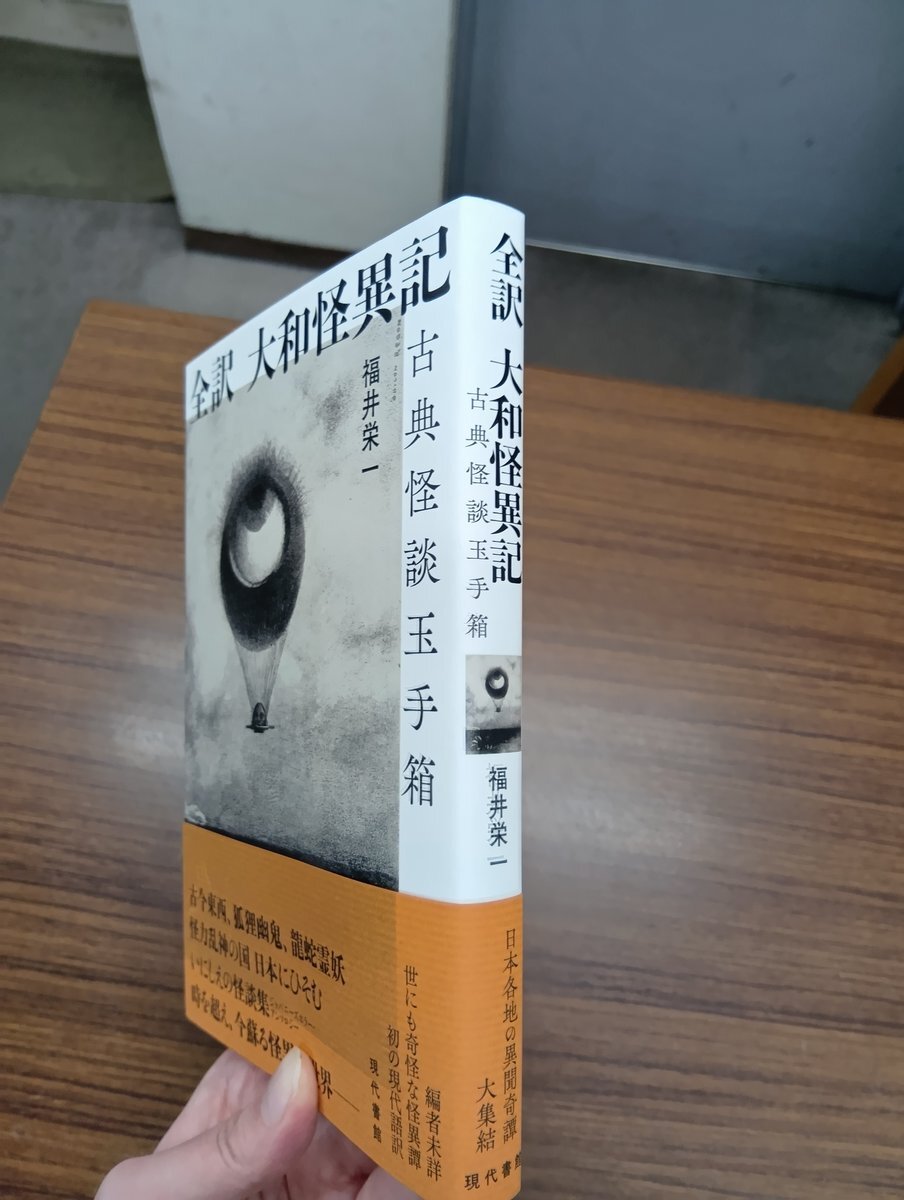 全訳 大和怪異記
古典怪談玉手箱
福井栄一
古今東西、狐狸幽鬼、龍蛇霊妖
怪力乱神の国 日本にひそむ
いにしえの怪談集
時を超え、今蘇る怪異
界――
編者未詳
世にも奇怪な怪異譚
初の現代語訳
現代書館
全訳 大和怪異記
古典怪談玉手箱
福井栄一
日本各地の異聞奇譚
大集結
現代書館